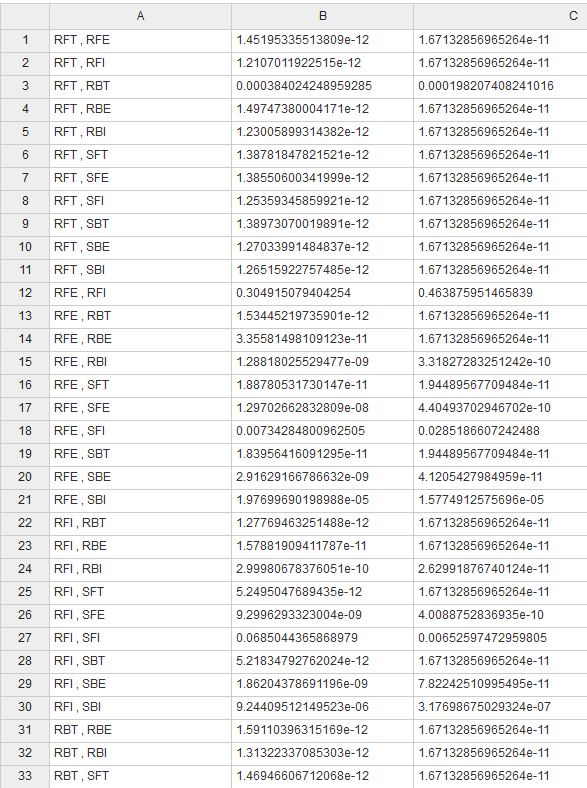 A B C
1 RFT , RFE 1.45195335513809e-12 1.67132856965264e-11
2 RFT , RFI 1.2107011922515e-12 1.67132856965264e-11
3 RFT , RBT 0.000384024248959285 0.000198207408241016
4 RFT , RBE 1.49747380004171e-12 1.67132856965264e-11
5 RFT , RBI 1.23005899314382e-12 1.67132856965264e-11
6 RFT , SFT 1.38781847821521e-12 1.67132856965264e-11
7 RFT , SFE 1.38550600341999e-12 1.67132856965264e-11
8 RFT , SFI 1.25359345859921e-12 1.67132856965264e-11
9 RFT , SBT 1.38973070019891e-12 1.67132856965264e-11
10 RFT , SBE 1.27033991484837e-12 1.67132856965264e-11
11 RFT , SBI 1.26515922757485e-12 1.67132856965264e-11
12 RFE , RFI 0.304915079404254 0.463875951465839
13 RFE , RBT 1.53445219735901e-12 1.67132856965264e-11
14 RFE , RBE 3.35581498109123e-11 1.67132856965264e-11
15 RFE , RBI 1.28818025529477e-09 3.31827283251242e-10
16 RFE , SFT 1.88780531730147e-11 1.94489567709484e-11
17 RFE , SFE 1.29702662832809e-08 4.40493702946702e-10
18 RFE , SFI 0.00734284800962505 0.0285186607242488
19 RFE , SBT 1.83956416091295e-11 1.94489567709484e-11
20 RFE , SBE 2.91629166786632e-09 4.1205427984959e-11
21 RFE , SBI 1.97699690198988e-05 1.5774912575696e-05
22 RFI , RBT 1.27769463251488e-12 1.67132856965264e-11
23 RFI , RBE 1.57881909411787e-11 1.67132856965264e-11
24 RFI , RBI 2.99980678376051e-10 2.62991876740124e-11
25 RFI , SFT 5.2495047689435e-12 1.67132856965264e-11
26 RFI , SFE 9.2996293323004e-09 4.0088752836935e-10
27 RFI , SFI 0.0685044365868979 0.00652597472959805
28 RFI , SBT 5.21834792762024e-12 1.67132856965264e-11
29 RFI , SBE 1.86204378691196e-09 7.82242510995495e-11
30 RFI , SBI 9.24409512149523e-06 3.17698675029324e-07
31 RBT , RBE 1.59110396315169e-12 1.67132856965264e-11
32 RBT , RBI 1.31322337085303e-12 1.67132856965264e-11
33 RBT , SFT 1.46946606712068e-12 1.67132856965264e-11